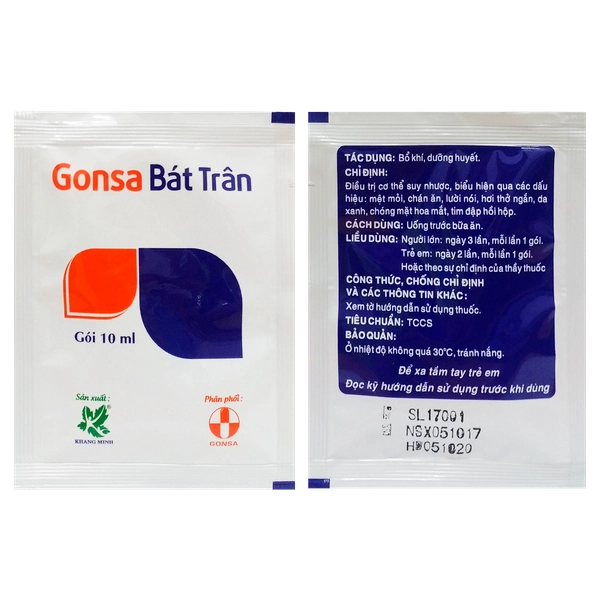 Gonsa Bát Trân
Gói 10 ml
Sản xuất:
®
KHANG MINH
Phân phối:
GONSA
TÁC DỤNG: Bổ khí, dưỡng huyết.
CHỈ ĐỊNH:
Điều trị cơ thể suy nhược, biểu hiện qua các dấu
hiệu: mệt mỏi, chán ăn, lười nói, hơi thở ngắn, da
xanh, chóng mặt hoa mắt, tim đập hồi hộp.
CÁCH DÙNG: Uống trước bữa ăn.
LIỀU DÙNG: Người lớn: ngày 3 lần, mỗi lần 1 gói.
Trẻ em: ngày 2 lần, mỗi lần 1 gói.
Hoặc theo sự chỉ định của thầy thuốc
CÔNG THỨC, CHỐNG CHỈ ĐỊNH
VÀ CÁC THÔNG TIN KHÁC:
Xem tờ hướng dẫn sử dụng thuốc.
TIÊU CHUẨN: TCCS
BẢO QUẢN:
Ở nhiệt độ không quá 30°C, tránh nắng.
Để xa tầm tay trẻ em
Đọc kỹ hướng dẫn sử dụng trước khi dùng
SL17001
NSX051017
HD051020